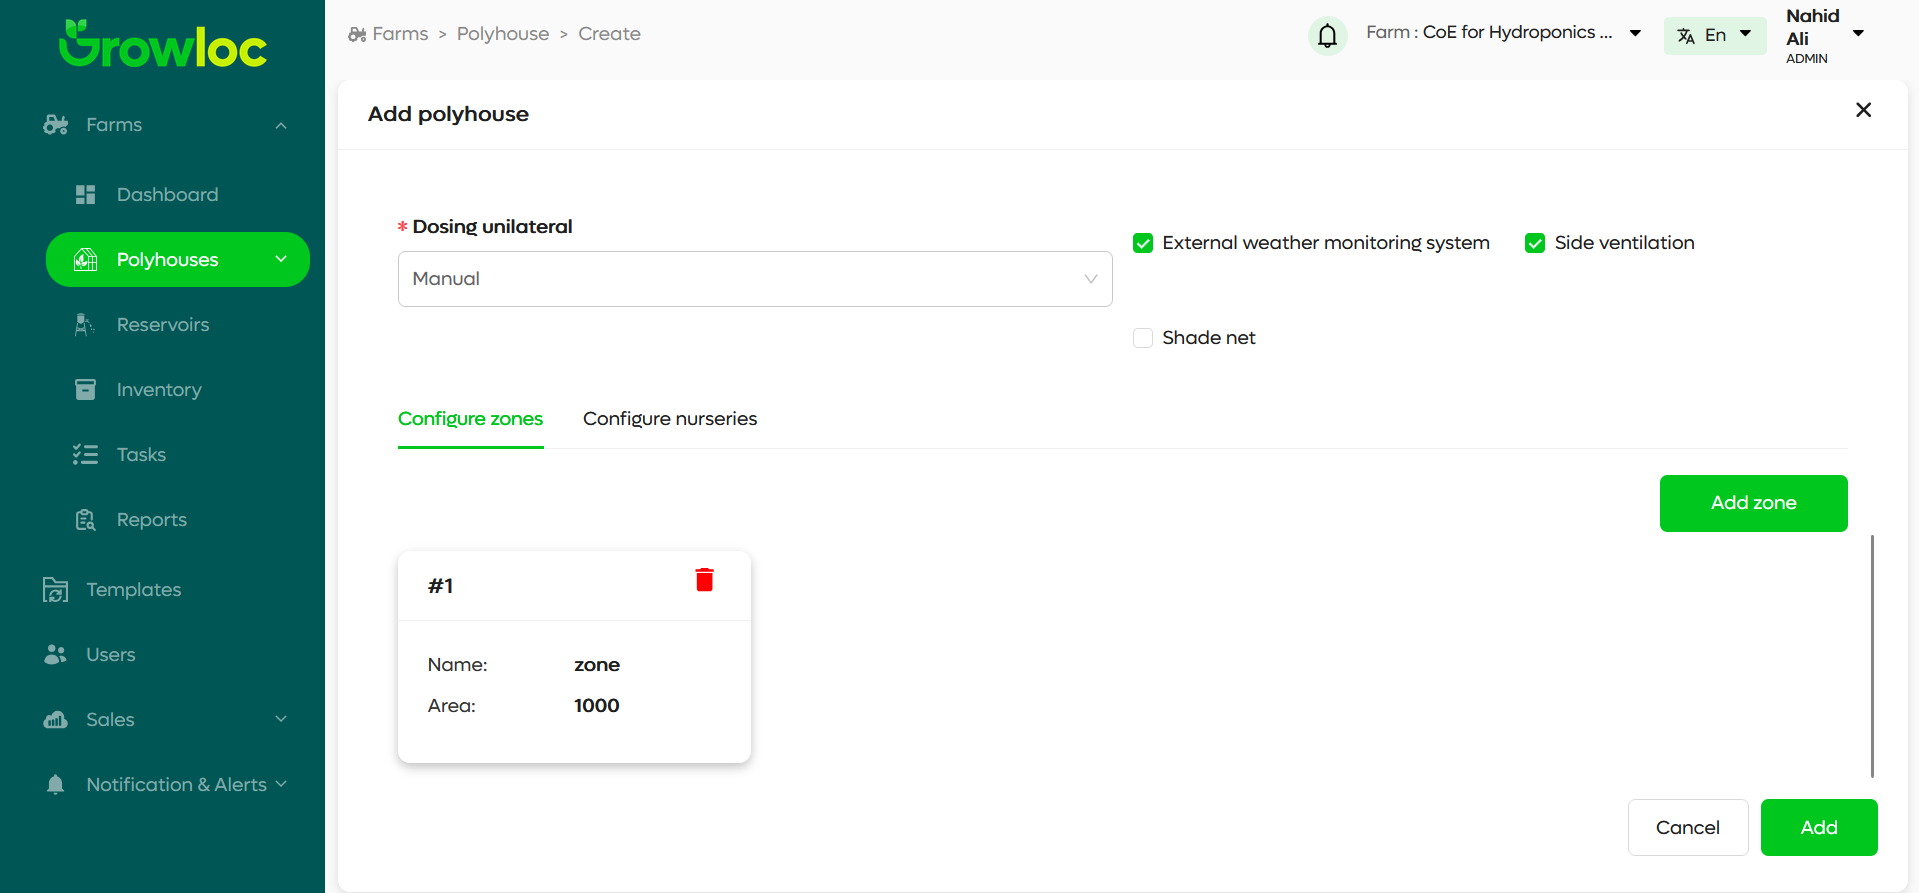 Growloc
Farms > Polyhouse > Create
Farm : CoE for Hydroponics ...
En
Nahid
Ali
ADMIN
Farms
Dashboard
Polyhouses
Reservoirs
Inventory
Tasks
Reports
Templates
Users
Sales
Notification & Alerts
Add polyhouse
* Dosing unilateral
Manual
External weather monitoring system
Side ventilation
Shade net
Configure zones
Configure nurseries
Add zone
#1
Name: zone
Area: 1000
Cancel
Add